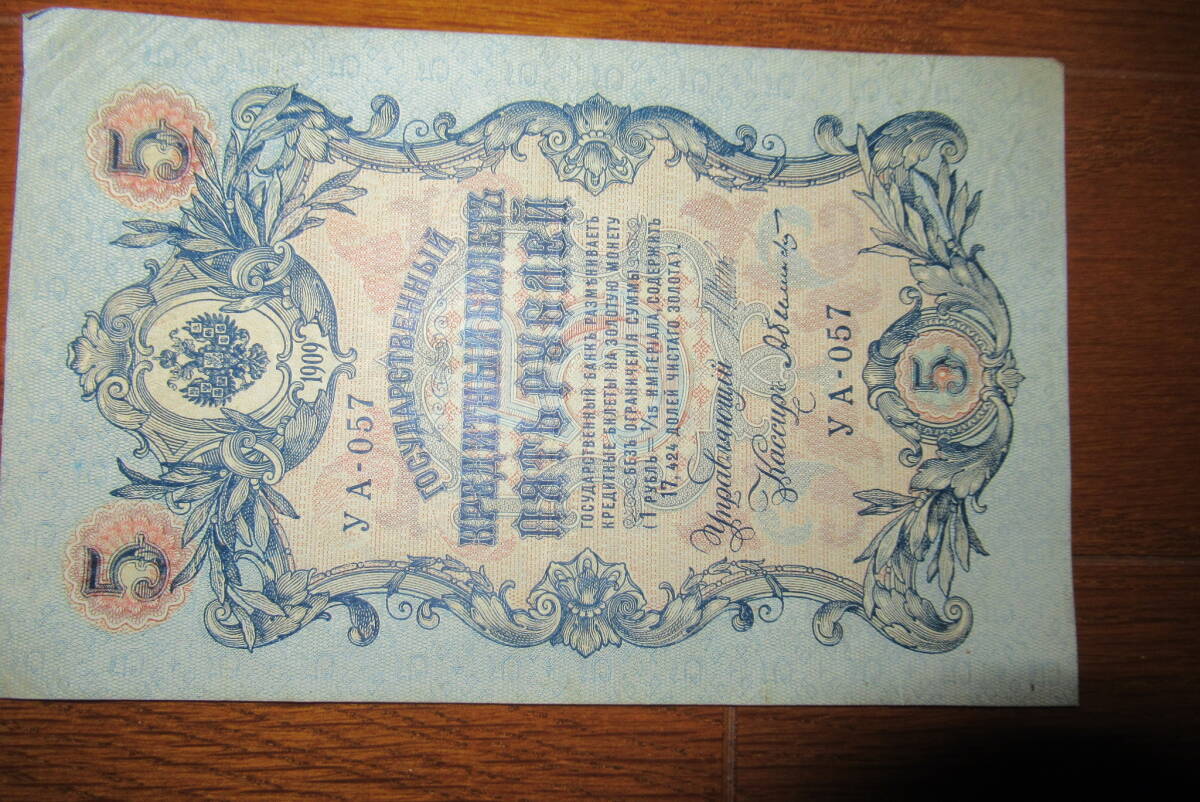 5 5
1909
УА-057
ГОСУДАРСТВЕННЫЙ
КРЕДИТНЫЙ БИЛЕТЪ
ПЯТЬ РУБЛЕЙ
ГОСУДАРСТВЕННЫЙ БАНКЪ РАЗМѢНИВАЕТЪ
КРЕДИТНЫЕ БИЛЕТЫ НА ЗОЛОТУЮ МОНЕТУ
БЕЗЪ ОГРАНИЧЕНІЯ СУММЫ
(1 РУБЛЬ = 1/15 ИМПЕРІАЛА, СОДЕРЖИТЪ
17,424 ДОЛЕЙ ЧИСТАГО ЗОЛОТА).
Управляющій
Кассиръ
УА-057
5